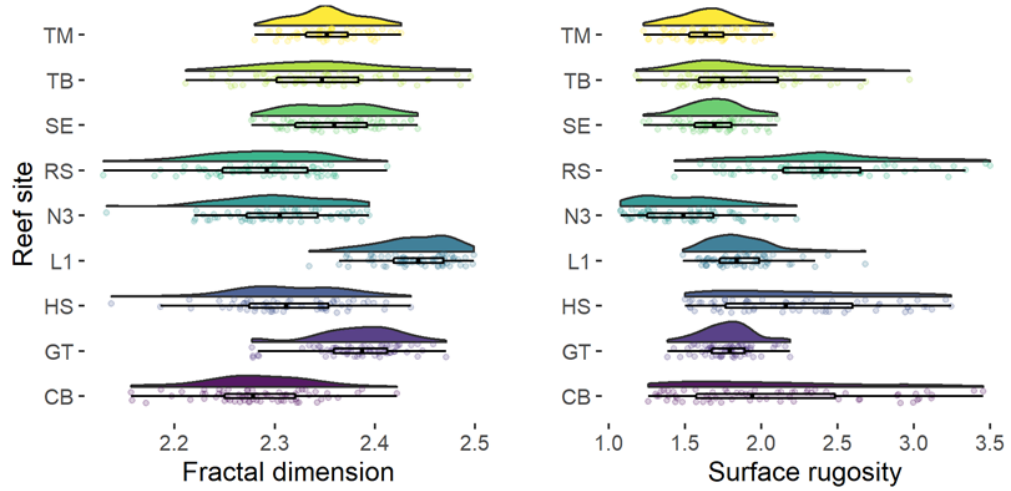 Reef site
TM
TB
SE
RS
N3
L1
HS
GT
CB
2.2 2.3 2.4 2.5
Fractal dimension
TM
TB
SE
RS
N3
L1
HS
GT
CB
1.0 1.5 2.0 2.5 3.0 3.5
Surface rugosity